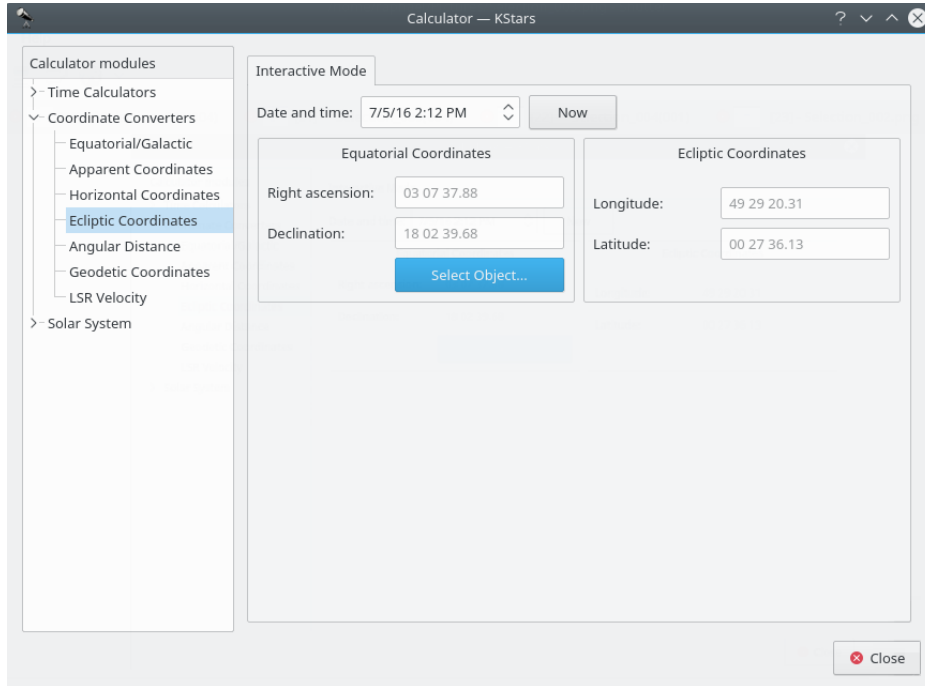 Calculator — KStars
Calculator modules
Time Calculators
Coordinate Converters
Equatorial/Galactic
Apparent Coordinates
Horizontal Coordinates
Ecliptic Coordinates
Angular Distance
Geodetic Coordinates
LSR Velocity
Solar System
Interactive Mode
Date and time: 7/5/16 2:12 PM Now
Equatorial Coordinates
Right ascension: 03 07 37.88
Declination: 18 02 39.68
Select Object...
Ecliptic Coordinates
Longitude: 49 29 20.31
Latitude: 00 27 36.13
Close